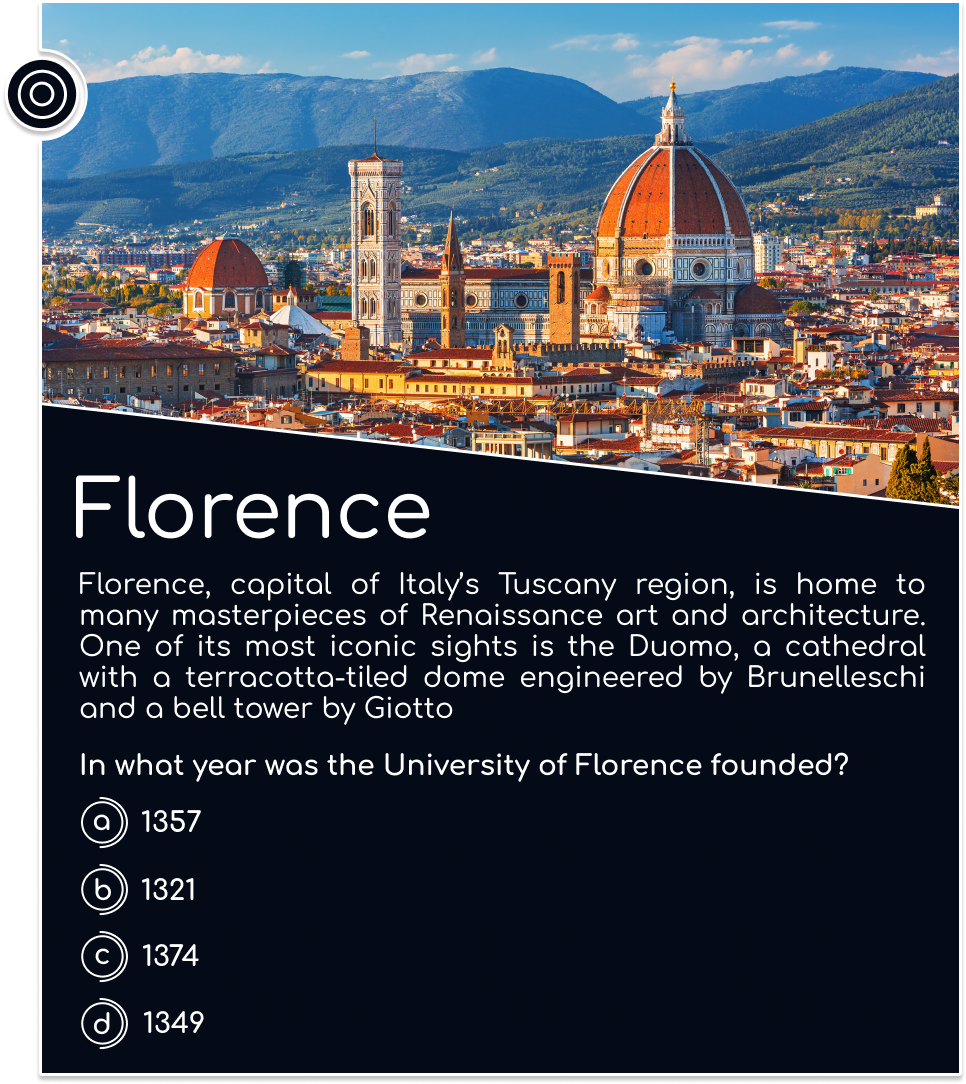 Florence
Florence, capital of Italy's Tuscany region, is home to
many masterpieces of Renaissance art and architecture.
One of its most iconic sights is the Duomo, a cathedral
with a terracotta-tiled dome engineered by Brunelleschi
and a bell tower by Giotto
In what year was the University of Florence founded?
a 1357
b 1321
c 1374
d 1349